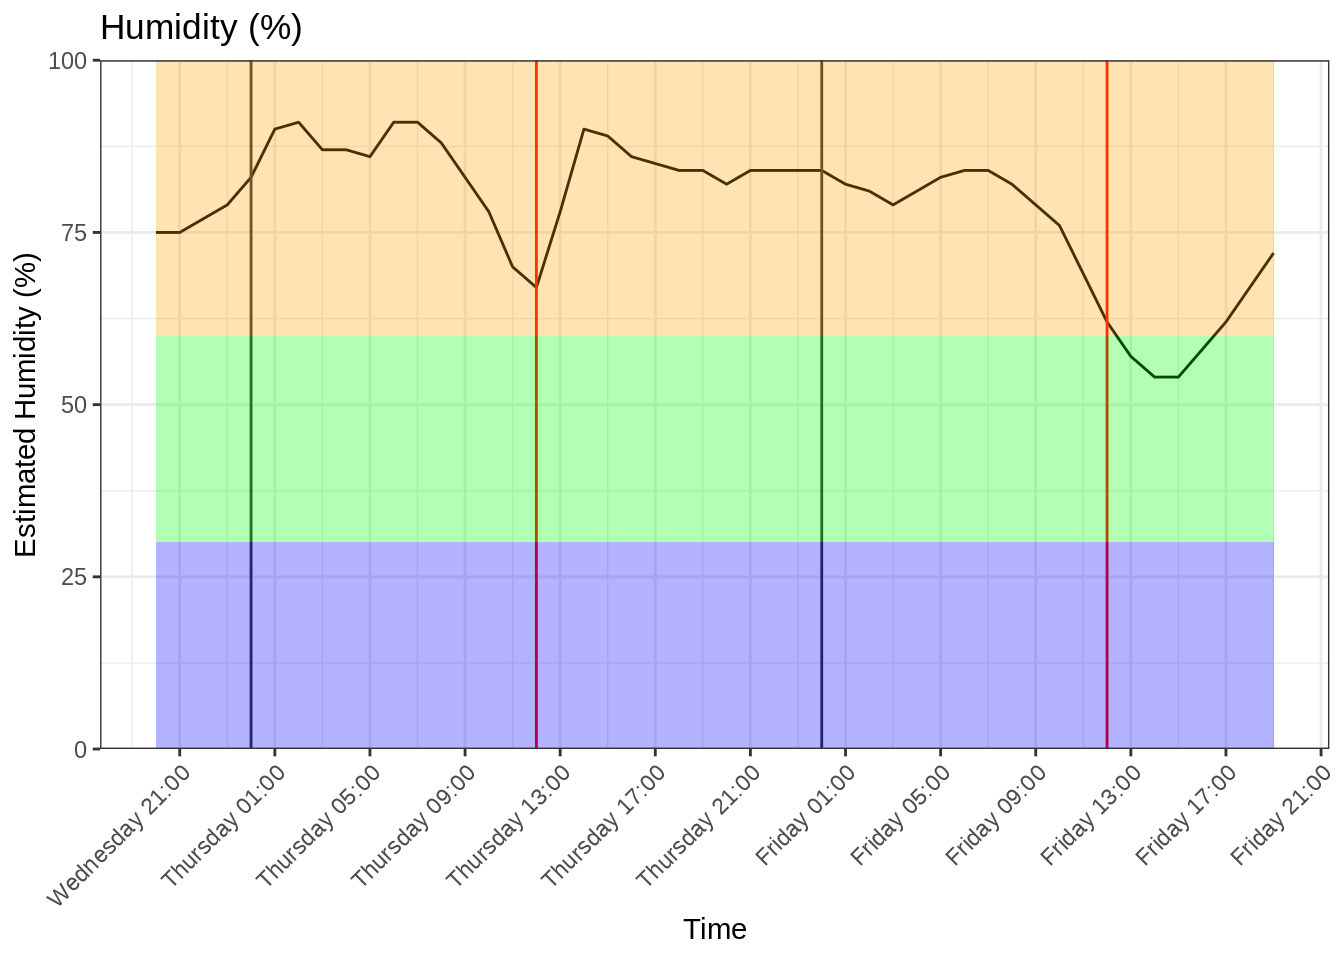 Humidity (%)
Estimated Humidity (%)
100
75
50
25
0
Wednesday 21:00
Thursday 01:00
Thursday 05:00
Thursday 09:00
Thursday 13:00
Thursday 17:00
Thursday 21:00
Friday 01:00
Friday 05:00
Friday 09:00
Friday 13:00
Friday 17:00
Friday 21:00
Time